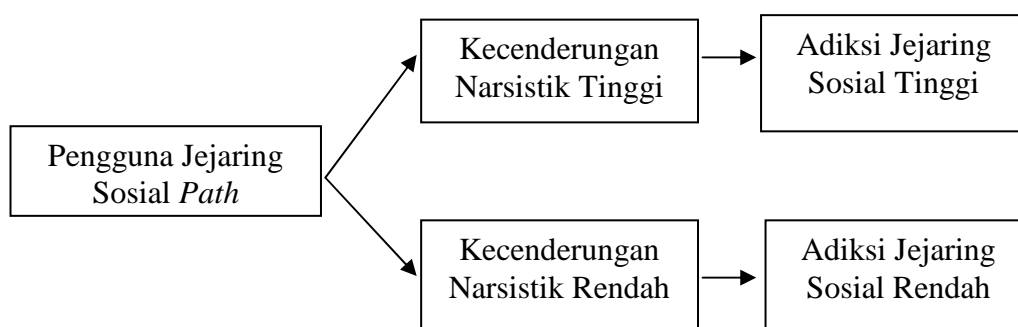 Pengguna Jejaring
Sosial Path
Kecenderungan
Narsistik Tinggi
Adiksi Jejaring
Sosial Tinggi
Kecenderungan
Narsistik Rendah
Adiksi Jejaring
Sosial Rendah